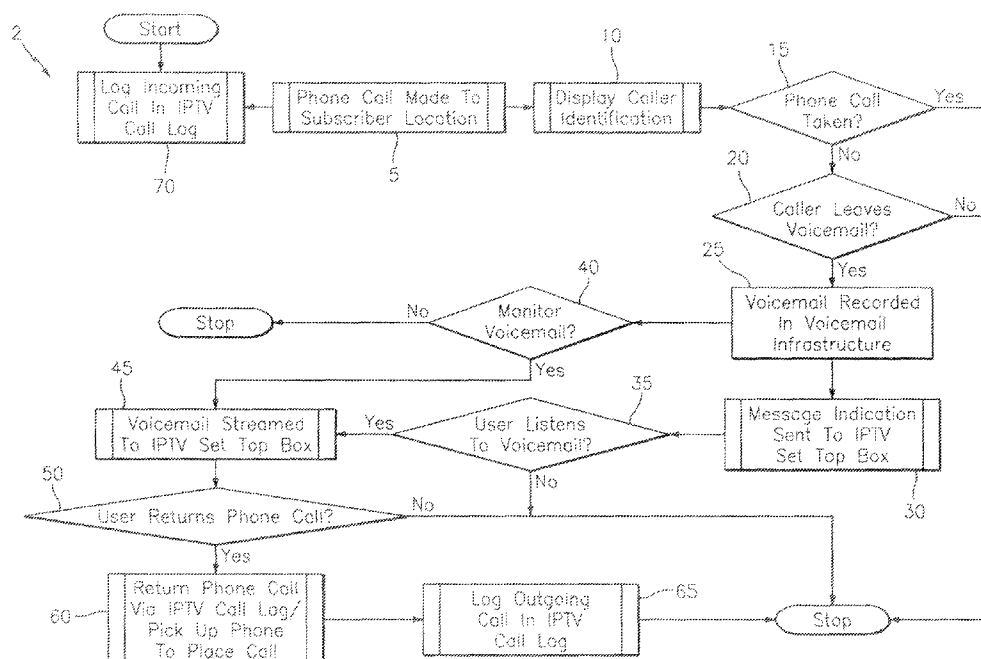 Start
2
10
15
Log Incoming
Call In IPTV
Call Log
Phone Call Made To
Subscriber Location
Display Caller
Identification
Phone Call
Taken?
Yes
70
5
No
20
Caller Leaves
Voicemail?
No
25
Yes
40
Voicemail Recorded
In Voicemail
Infrastructure
Monitor
Voicemail?
No
Stop
Yes
45
35
Voicemail Streamed
To IPTV Set Top Box
Yes
User Listens
To Voicemail?
Message Indication
Sent To IPTV
Set Top Box
No
30
50
User Returns Phone Call?
No
Yes
60
Return Phone Call
Via IPTV Call Log/
Pick Up Phone
To Place Call
Log Outgoing
Call In IPTV
Call Log
65
Stop